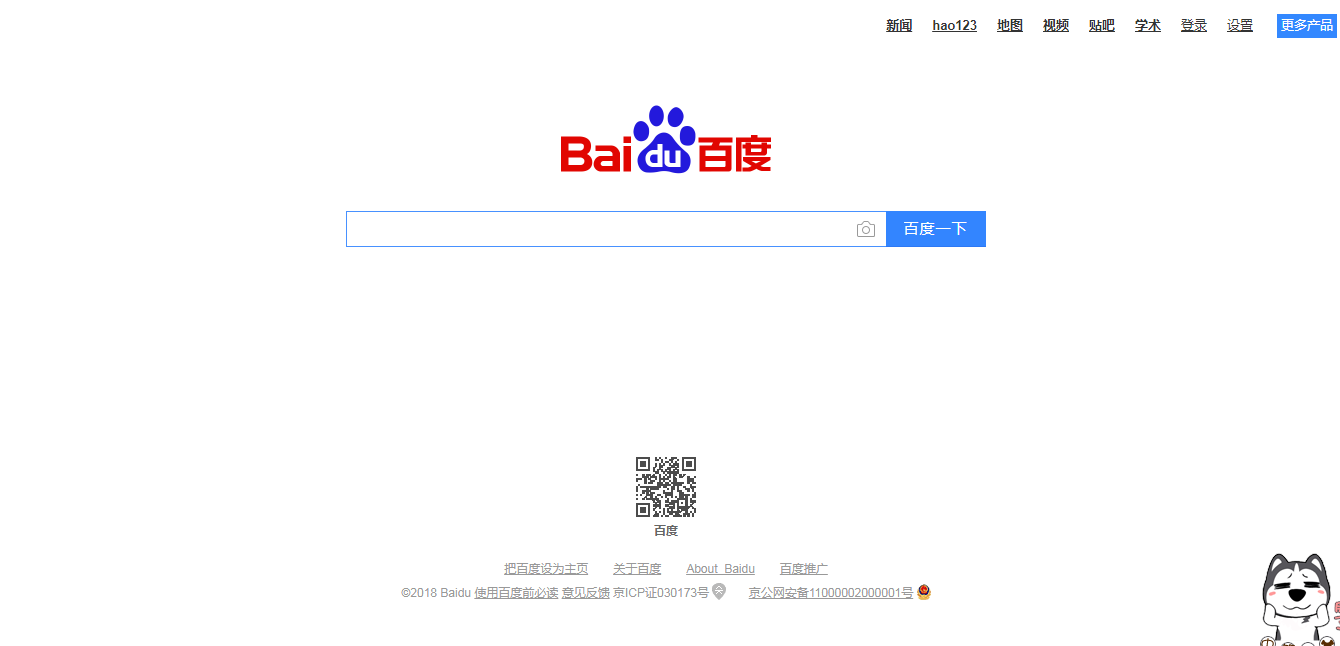 新闻 hao123 地图 视频 贴吧 学术 登录 设置 更多产品
Bai du 百度
百度一下
百度
把百度设为主页 关于百度 About Baidu 百度推广
©2018 Baidu 使用百度前必读 意见反馈 京ICP证030173号 京公网安备11000002000001号
中